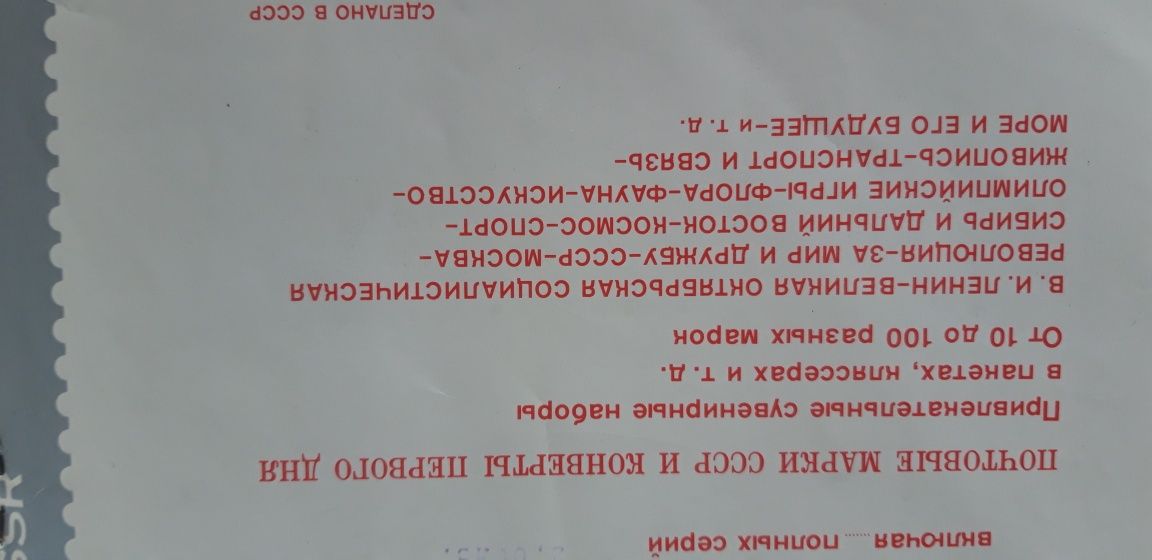 включая ...... полных серий
ПОЧТОВЫЕ МАРКИ СССР И КОНВЕРТЫ ПЕРВОГО ДНЯ
Привлекательные сувенирные наборы
в пакетах, кляссерах и т. д.
От 10 до 100 разных марок
В. И. ЛЕНИН-ВЕЛИКАЯ ОКТЯБРЬСКАЯ СОЦИАЛИСТИЧЕСКАЯ
РЕВОЛЮЦИЯ-ЗА МИР И ДРУЖБУ-СССР-МОСКВА-
СИБИРЬ И ДАЛЬНИЙ ВОСТОК-КОСМОС-СПОРТ-
ОЛИМПИЙСКИЕ ИГРЫ-ФЛОРА-ФАУНА-ИСКУССТВО-
ЖИВОПИСЬ-ТРАНСПОРТ И СВЯЗЬ-
МОРЕ И ЕГО БУДУЩЕЕ-и т. д.
СДЕЛАНО В СССР